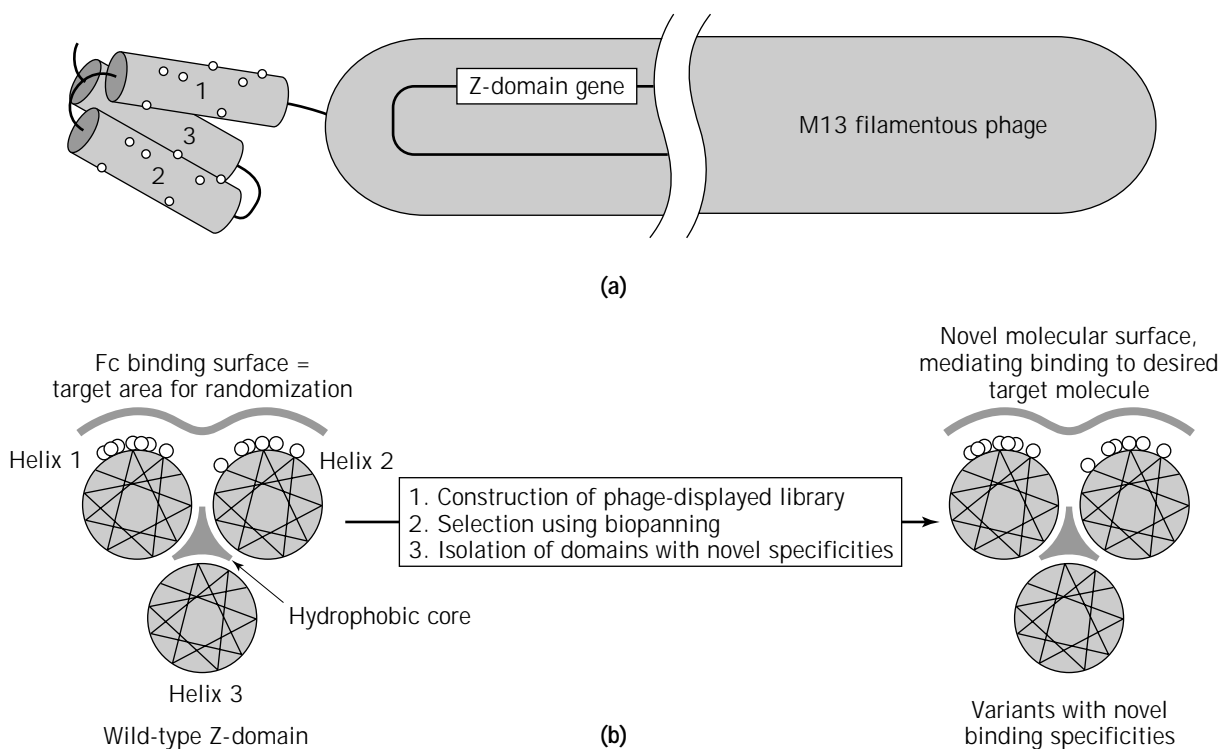 1
3
2
Z-domain gene
M13 filamentous phage
(a)
Fc binding surface =
target area for randomization
Helix 1
Helix 2
Hydrophobic core
Helix 3
Wild-type Z-domain
1. Construction of phage-displayed library
2. Selection using biopanning
3. Isolation of domains with novel specificities
(b)
Novel molecular surface,
mediating binding to desired
target molecule
Variants with novel
binding specificities